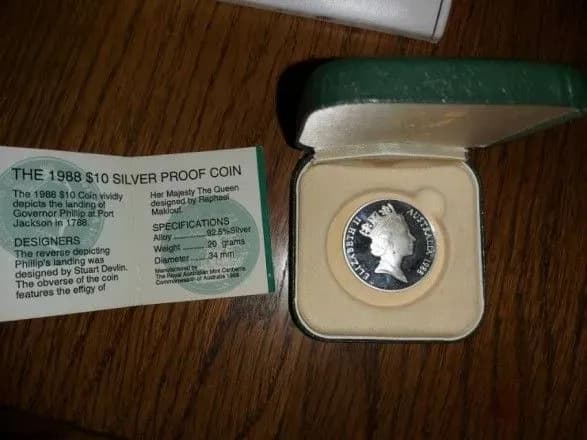 THE 1988 $10 SILVER PROOF COIN
The 1988 $10 Coin vividly
depicts the landing of
Governor Phillip at Port
Jackson in 1788.
DESIGNERS
The reverse depicting
Phillip's landing was
designed by Stuart Devlin.
The obverse of the coin
features the effigy of
Her Majesty The Queen
designed by Raphael
Maklouf.
SPECIFICATIONS
Alloy .......... 92.5%Silver
Weight .......... 20 grams
Diameter .......... 34 mm
Manufactured by
The Royal Australian Mint Canberra
Commonwealth of Australia 1988
ELIZABETH II AUSTRALIA 1988